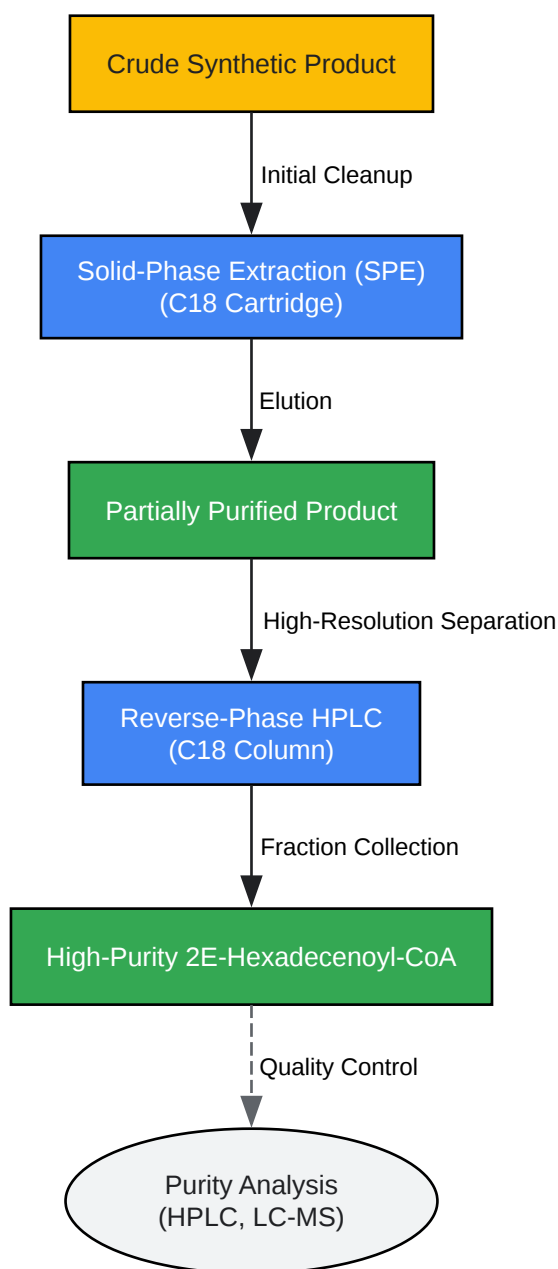 Crude Synthetic Product
Initial Cleanup
Solid-Phase Extraction (SPE)
(C18 Cartridge)
Elution
Partially Purified Product
High-Resolution Separation
Reverse-Phase HPLC
(C18 Column)
Fraction Collection
High-Purity 2E-Hexadecenoyl-CoA
Quality Control
Purity Analysis
(HPLC, LC-MS)